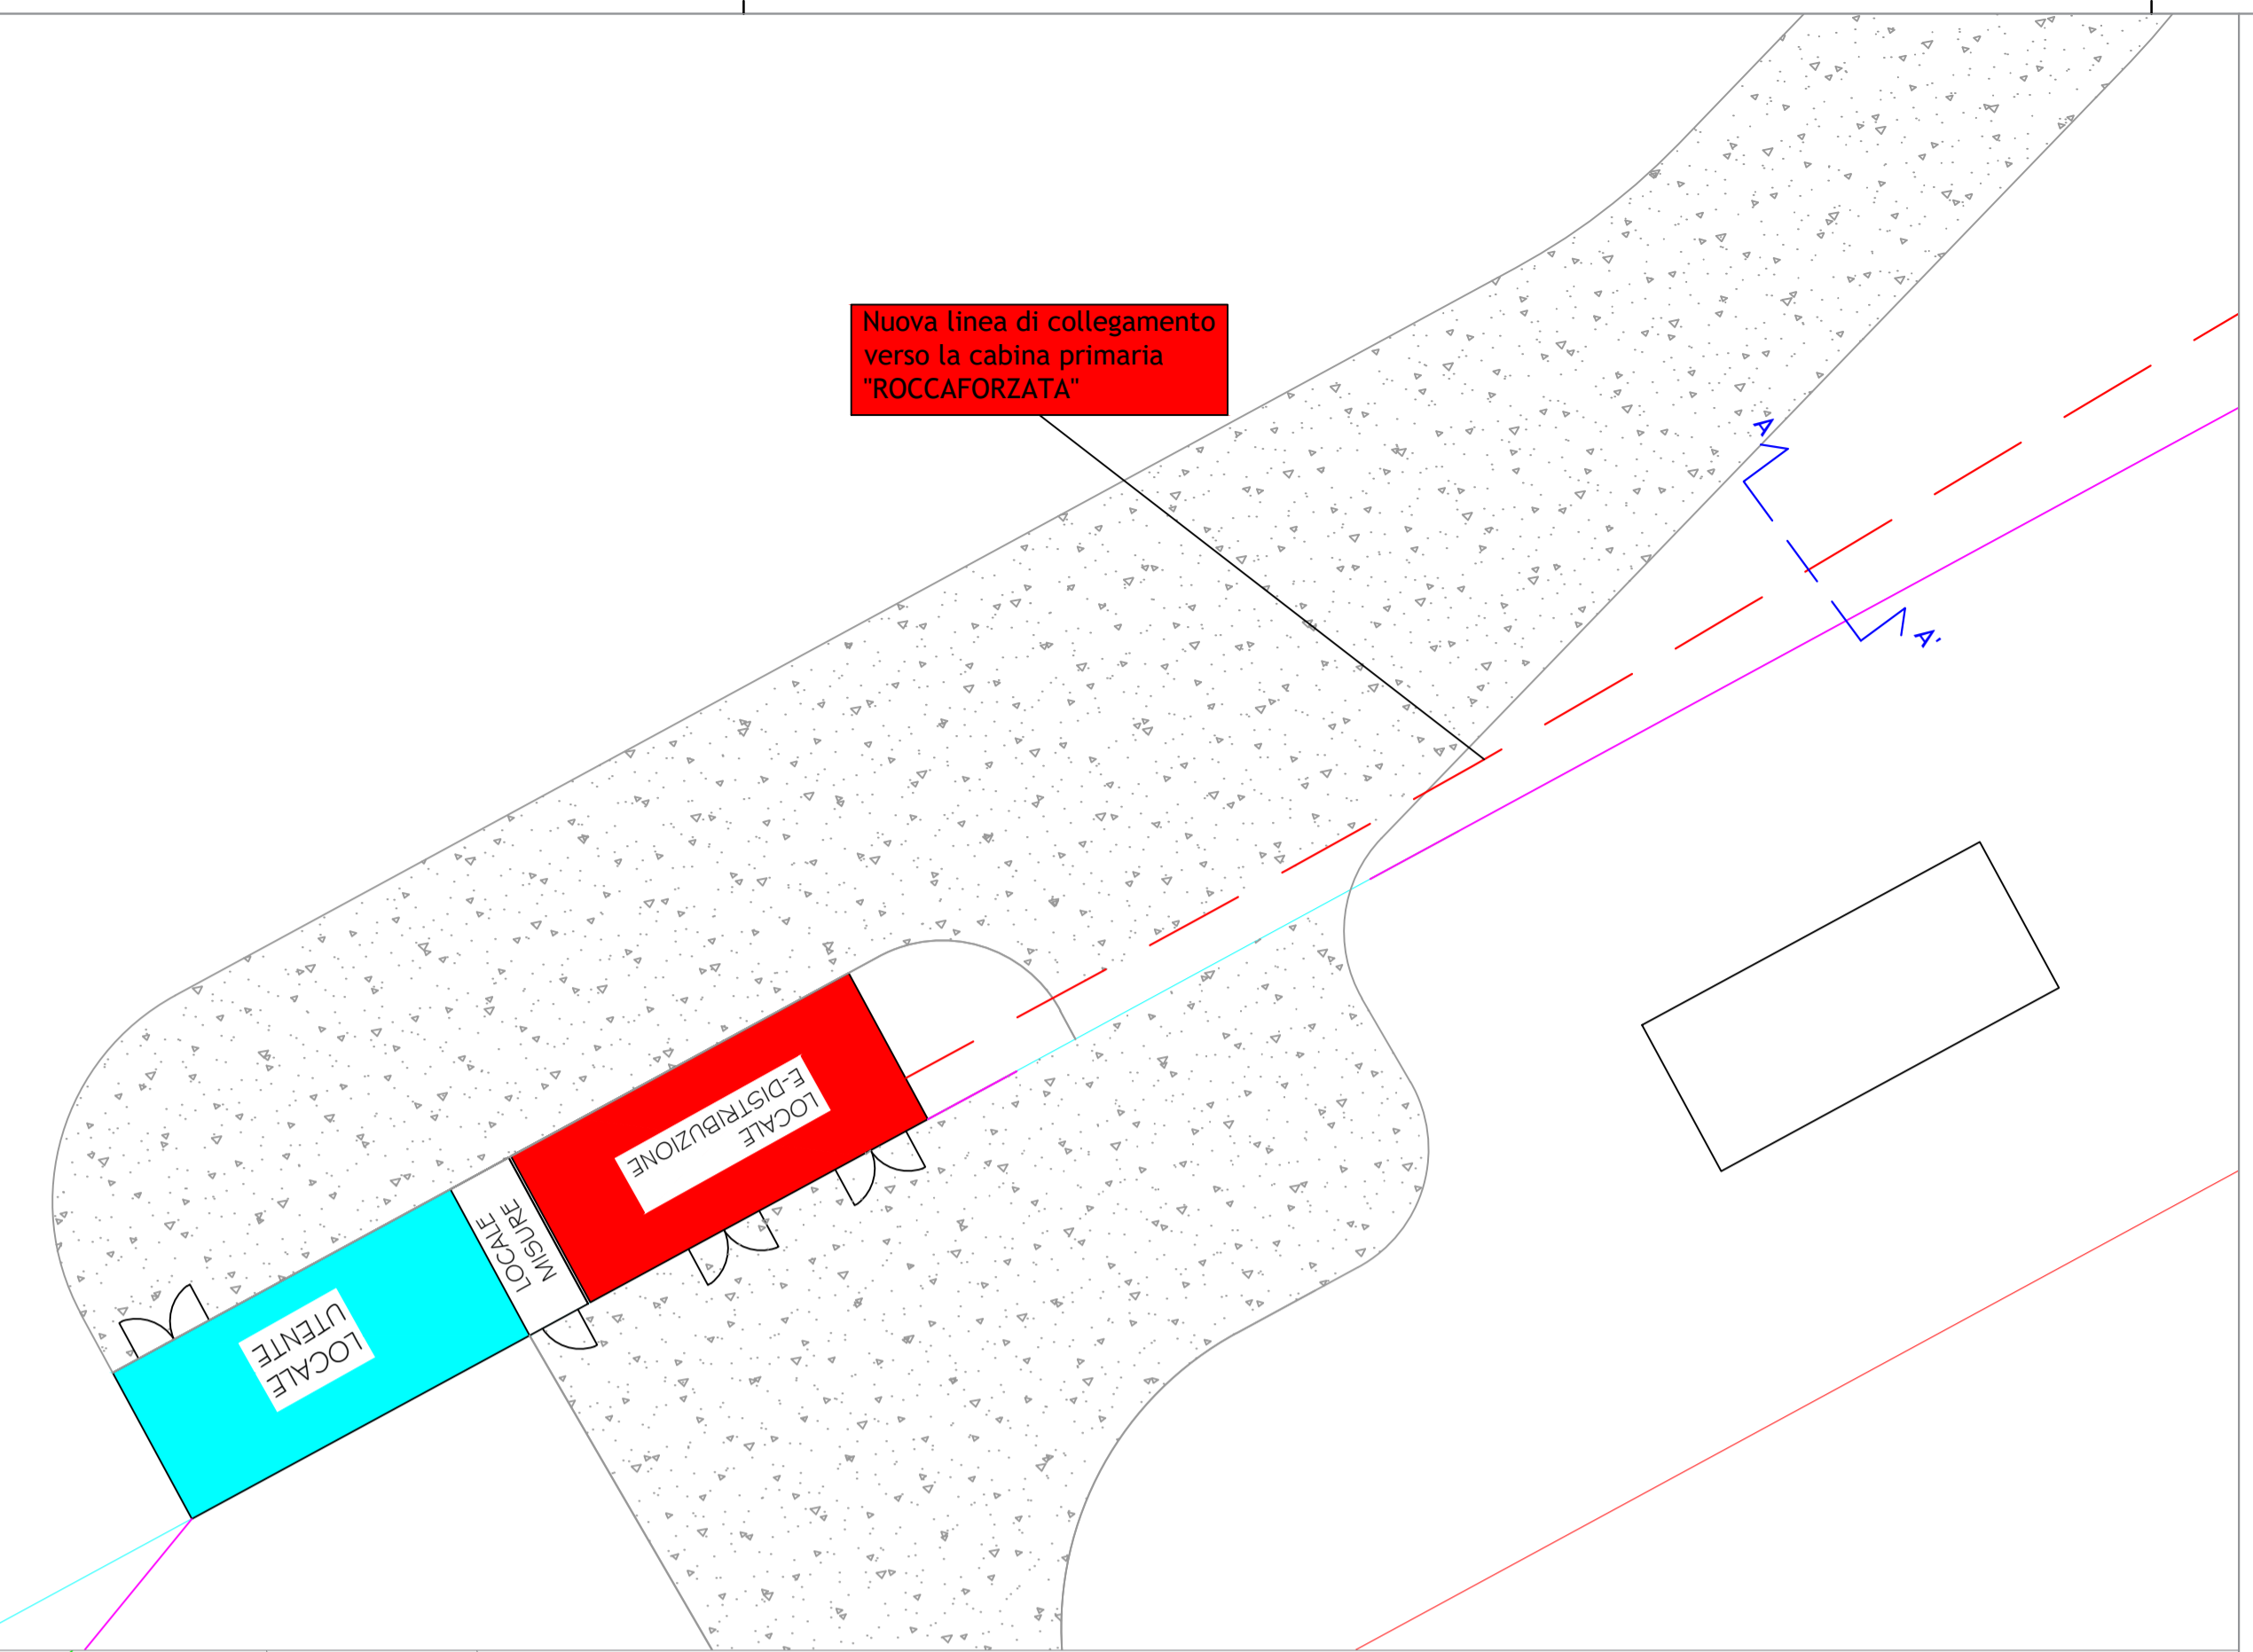 Nuova linea di collegamento
verso la cabina primaria
"ROCCAFORZATA"
A
A'
LOCALE
E-DISTRIBUZIONE
LOCALE
MISURE
LOCALE
UTENTE